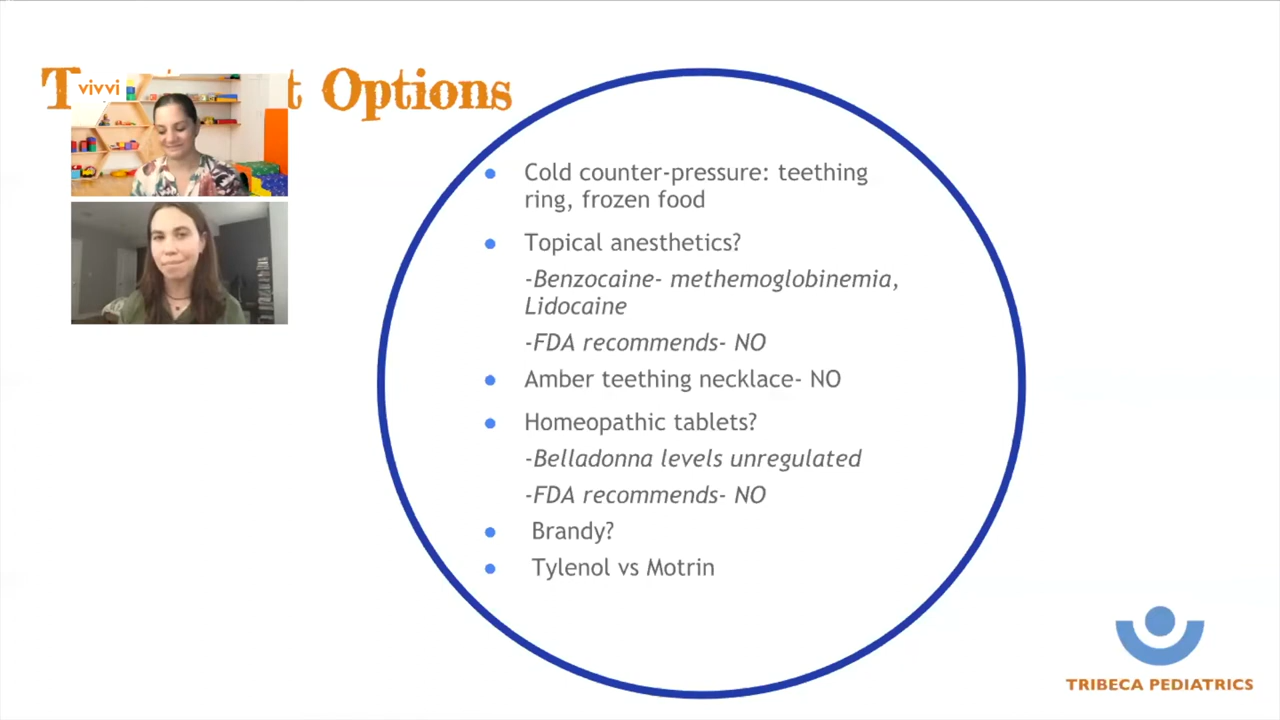 T t Options
vivvi
Cold counter-pressure: teething
ring, frozen food
Topical anesthetics?
-Benzocaine- methemoglobinemia,
Lidocaine
-FDA recommends- NO
Amber teething necklace- NO
Homeopathic tablets?
-Belladonna levels unregulated
-FDA recommends- NO
Brandy?
Tylenol vs Motrin
TRIBECA PEDIATRICS